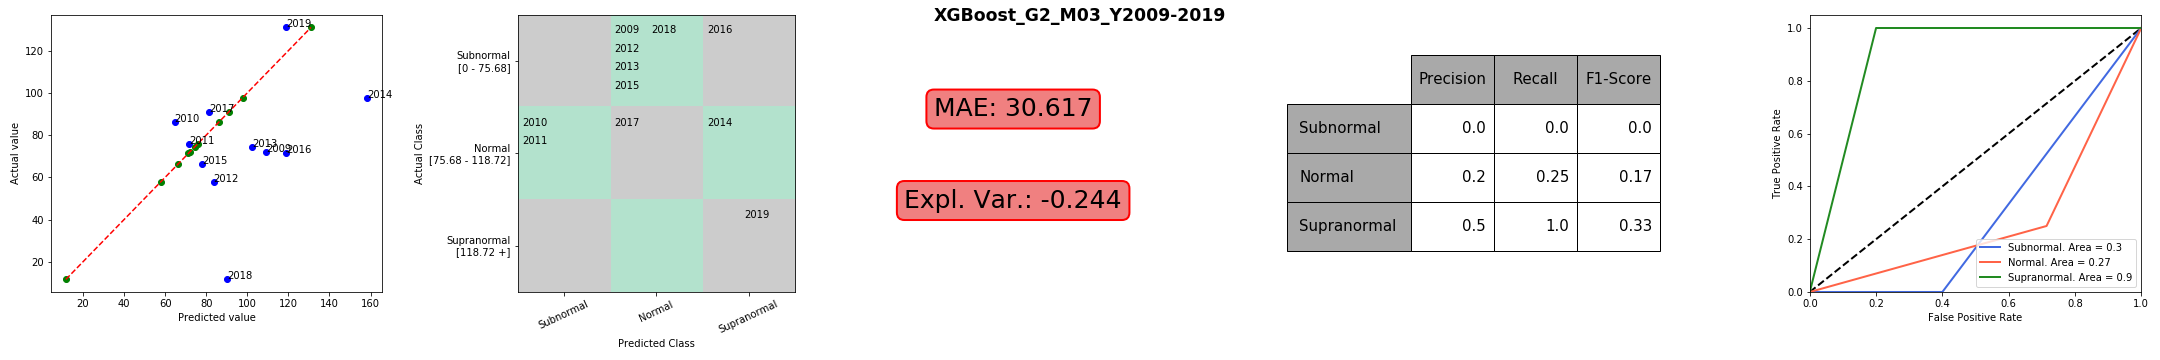 XGBoost_G2_M03_Y2009-2019
Actual value
120
100
80
60
40
20
2019
2014
2017
2010
2011
2013
2009
2016
2015
2012
2018
20 40 60 80 100 120 140 160
Predicted value
Actual Class
Subnormal
[0 - 75.68]
Normal
[75.68 - 118.72]
Supranormal
[118.72 +]
2009 2018 2016
2012
2013
2015
2010 2017 2014
2011
2019
Subnormal Normal Supranormal
Predicted Class
MAE: 30.617
Expl. Var.: -0.244
Precision Recall F1-Score
Subnormal 0.0 0.0 0.0
Normal 0.2 0.25 0.17
Supranormal 0.5 1.0 0.33
True Positive Rate
1.0
0.8
0.6
0.4
0.2
0.0
Subnormal. Area = 0.3
Normal. Area = 0.27
Supranormal. Area = 0.9
0.0 0.2 0.4 0.6 0.8 1.0
False Positive Rate